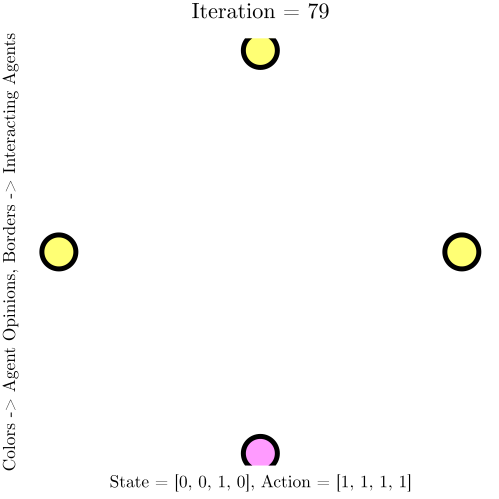 Iteration = 79
Colors -> Agent Opinions, Borders -> Interacting Agents
State = [0, 0, 1, 0], Action = [1, 1, 1, 1]